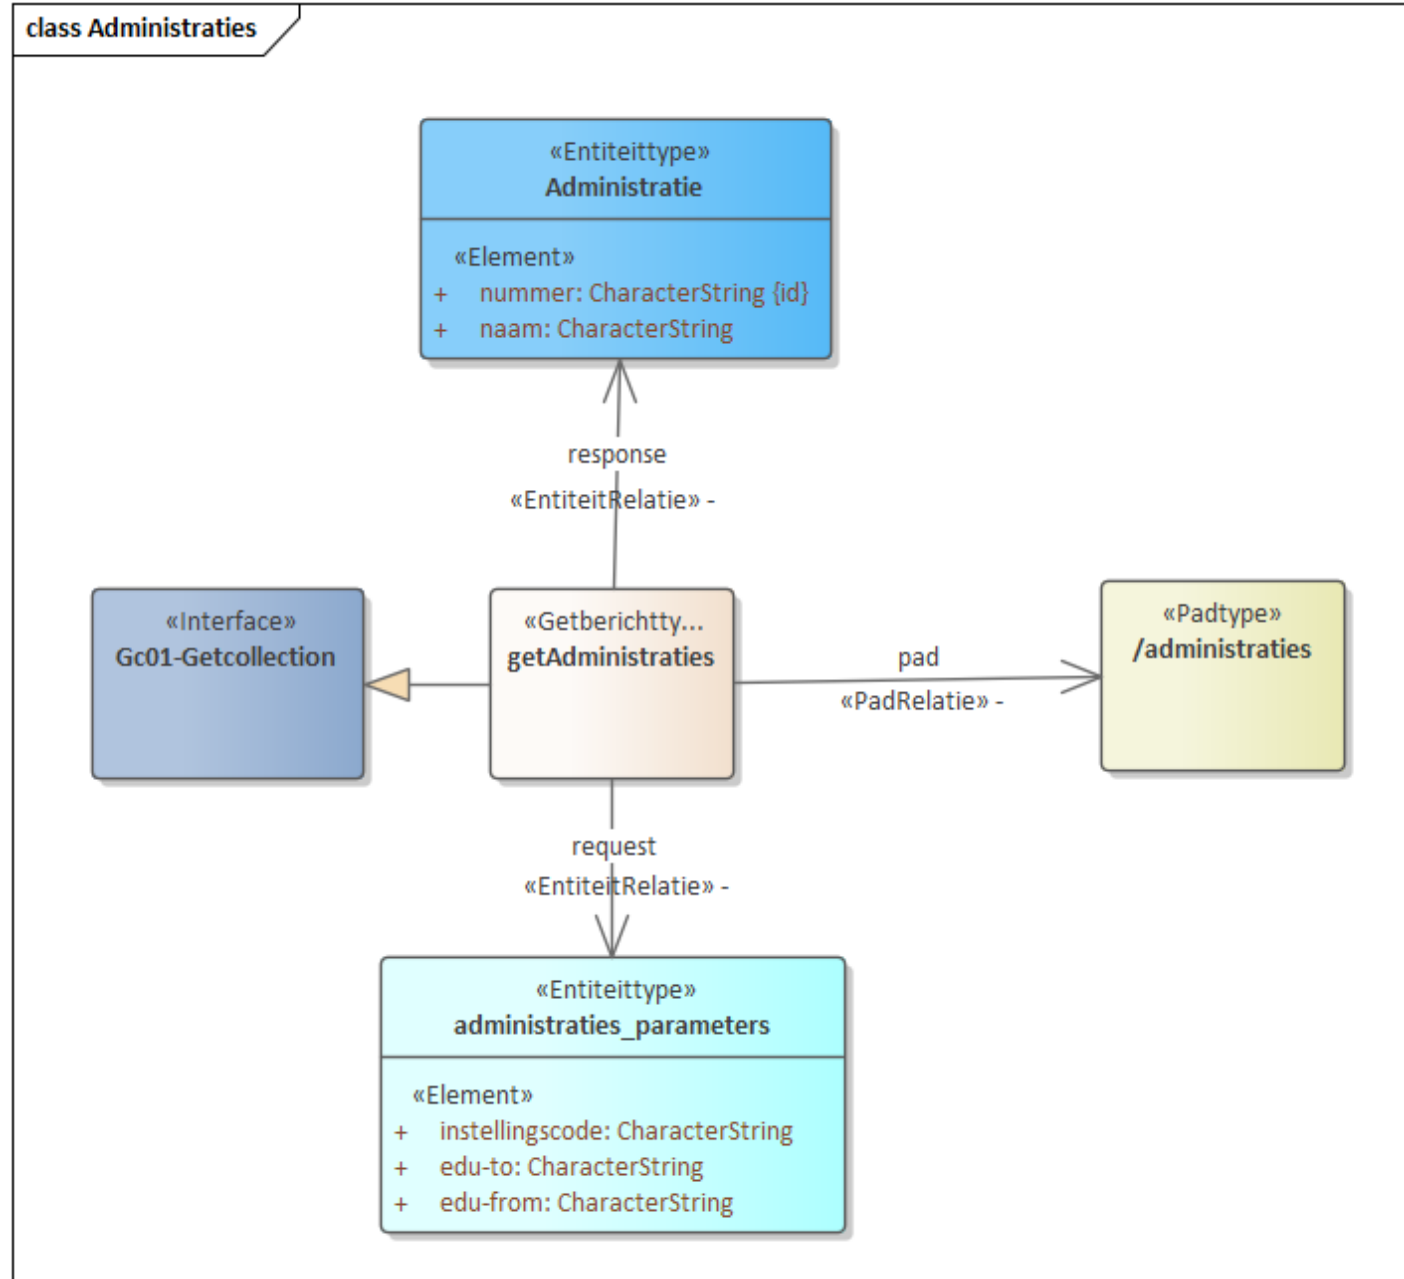 class Administraties
«Entiteittype»
Administratie
«Element»
+ nummer: CharacterString {id}
+ naam: CharacterString
response
«EntiteitRelatie» -
«Interface»
Gc01-Getcollection
«Getberichtty...
getAdministraties
pad
«PadRelatie» -
«Padtype»
/administraties
request
«EntiteitRelatie» -
«Entiteittype»
administraties_parameters
«Element»
+ instellingscode: CharacterString
+ edu-to: CharacterString
+ edu-from: CharacterString